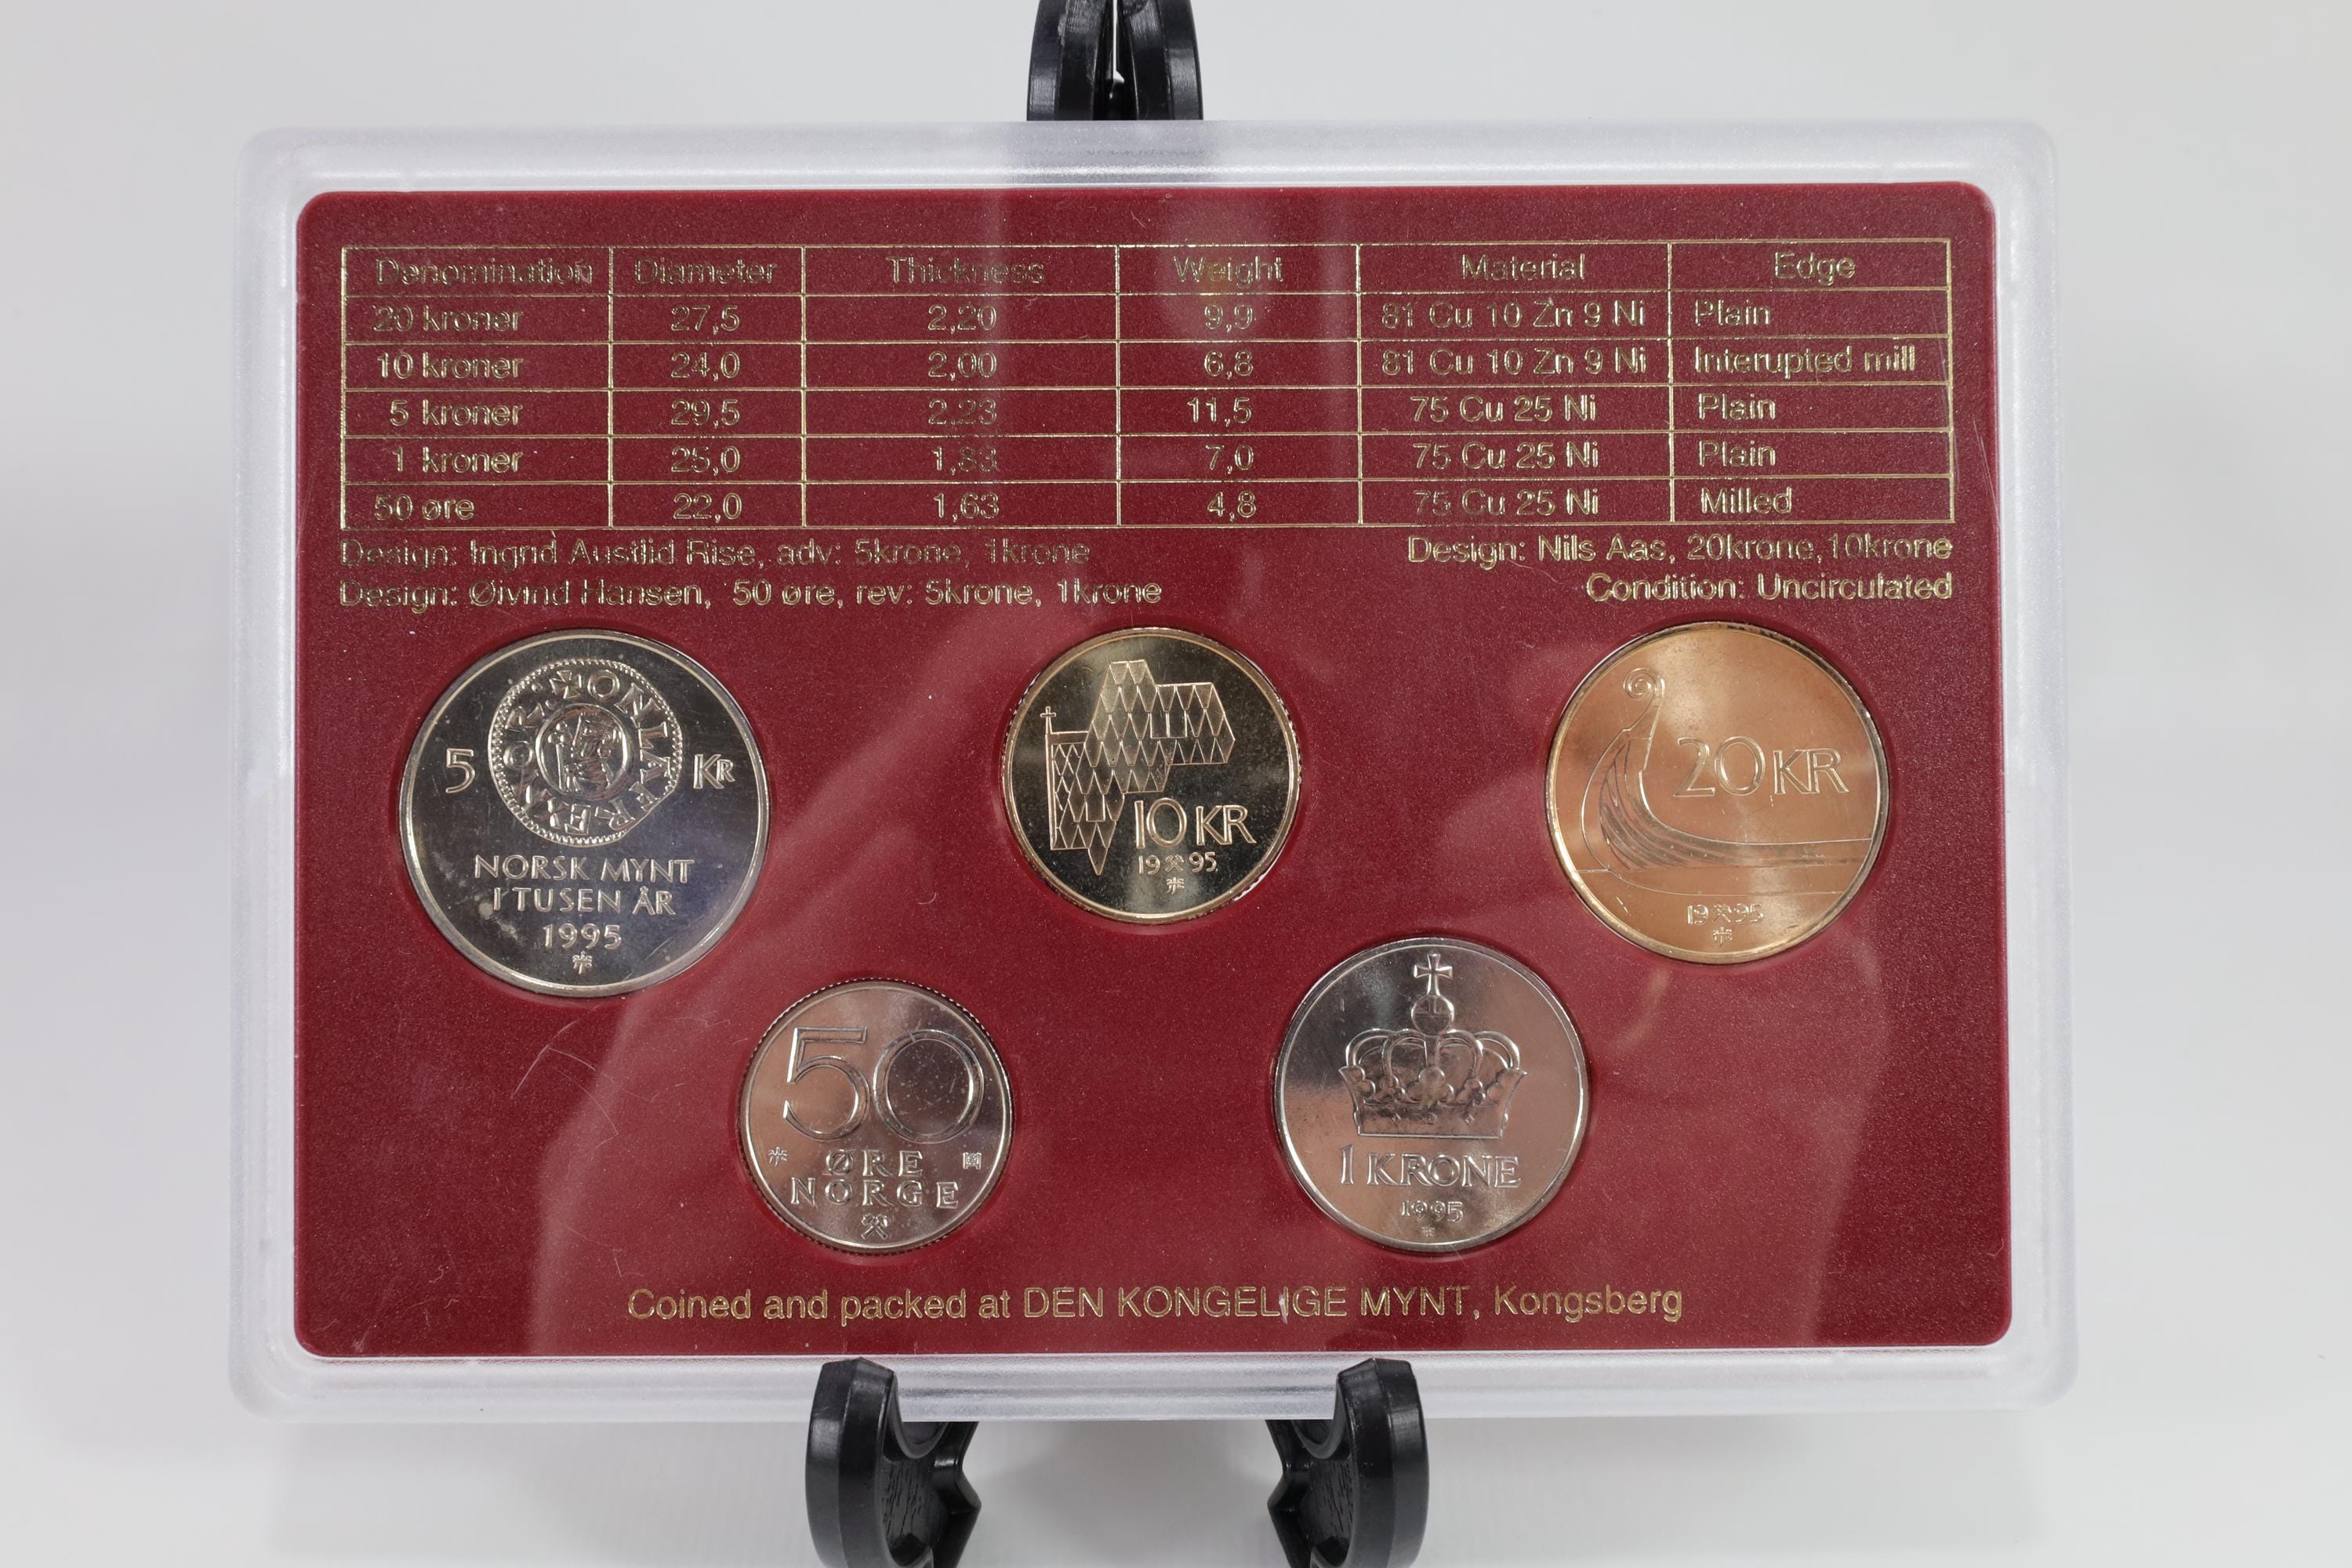 Denomination Diameter Thickness Weight Material Edge
20 kroner 27,5 2,20 9,9 81 Cu 10 Zn 9 Ni Plain
10 kroner 24,0 2,00 6,8 81 Cu 10 Zn 9 Ni Interupted mill
5 kroner 29,5 2,23 11,5 75 Cu 25 Ni Plain
1 kroner 25,0 1,83 7,0 75 Cu 25 Ni Plain
50 øre 22,0 1,63 4,8 75 Cu 25 Ni Milled
Design: Ingrid Austlid Rise, adv: 5krone, 1krone
Design: Nils Aas, 20krone,10krone
Design: Øivind Hansen, 50 øre, rev: 5krone, 1krone
Condition: Uncirculated
ONLAFREXNOR
5 KR
NORSK MYNT
I TUSEN ÅR
1995
10 KR
19 95
20 KR
19 95
50
ØRE
NORGE
1 KRONE
1995
Coined and packed at DEN KONGELIGE MYNT, Kongsberg